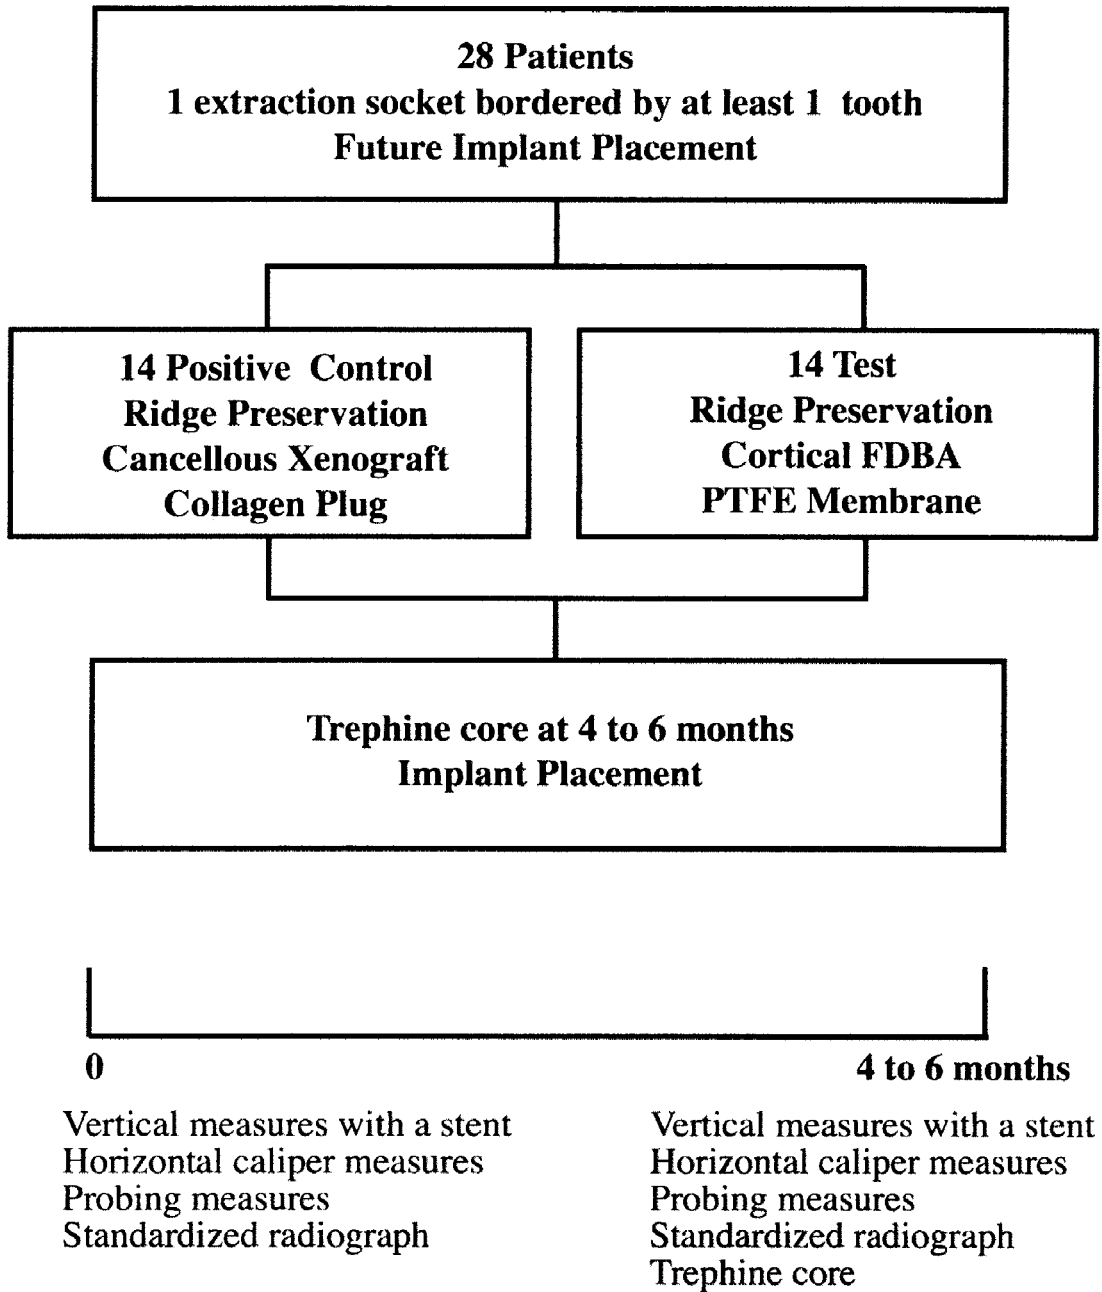 28 Patients
1 extraction socket bordered by at least 1 tooth
Future Implant Placement
14 Positive Control
Ridge Preservation
Cancellous Xenograft
Collagen Plug
14 Test
Ridge Preservation
Cortical FDBA
PTFE Membrane
Trephine core at 4 to 6 months
Implant Placement
0
Vertical measures with a stent
Horizontal caliper measures
Probing measures
Standardized radiograph
4 to 6 months
Vertical measures with a stent
Horizontal caliper measures
Probing measures
Standardized radiograph
Trephine core